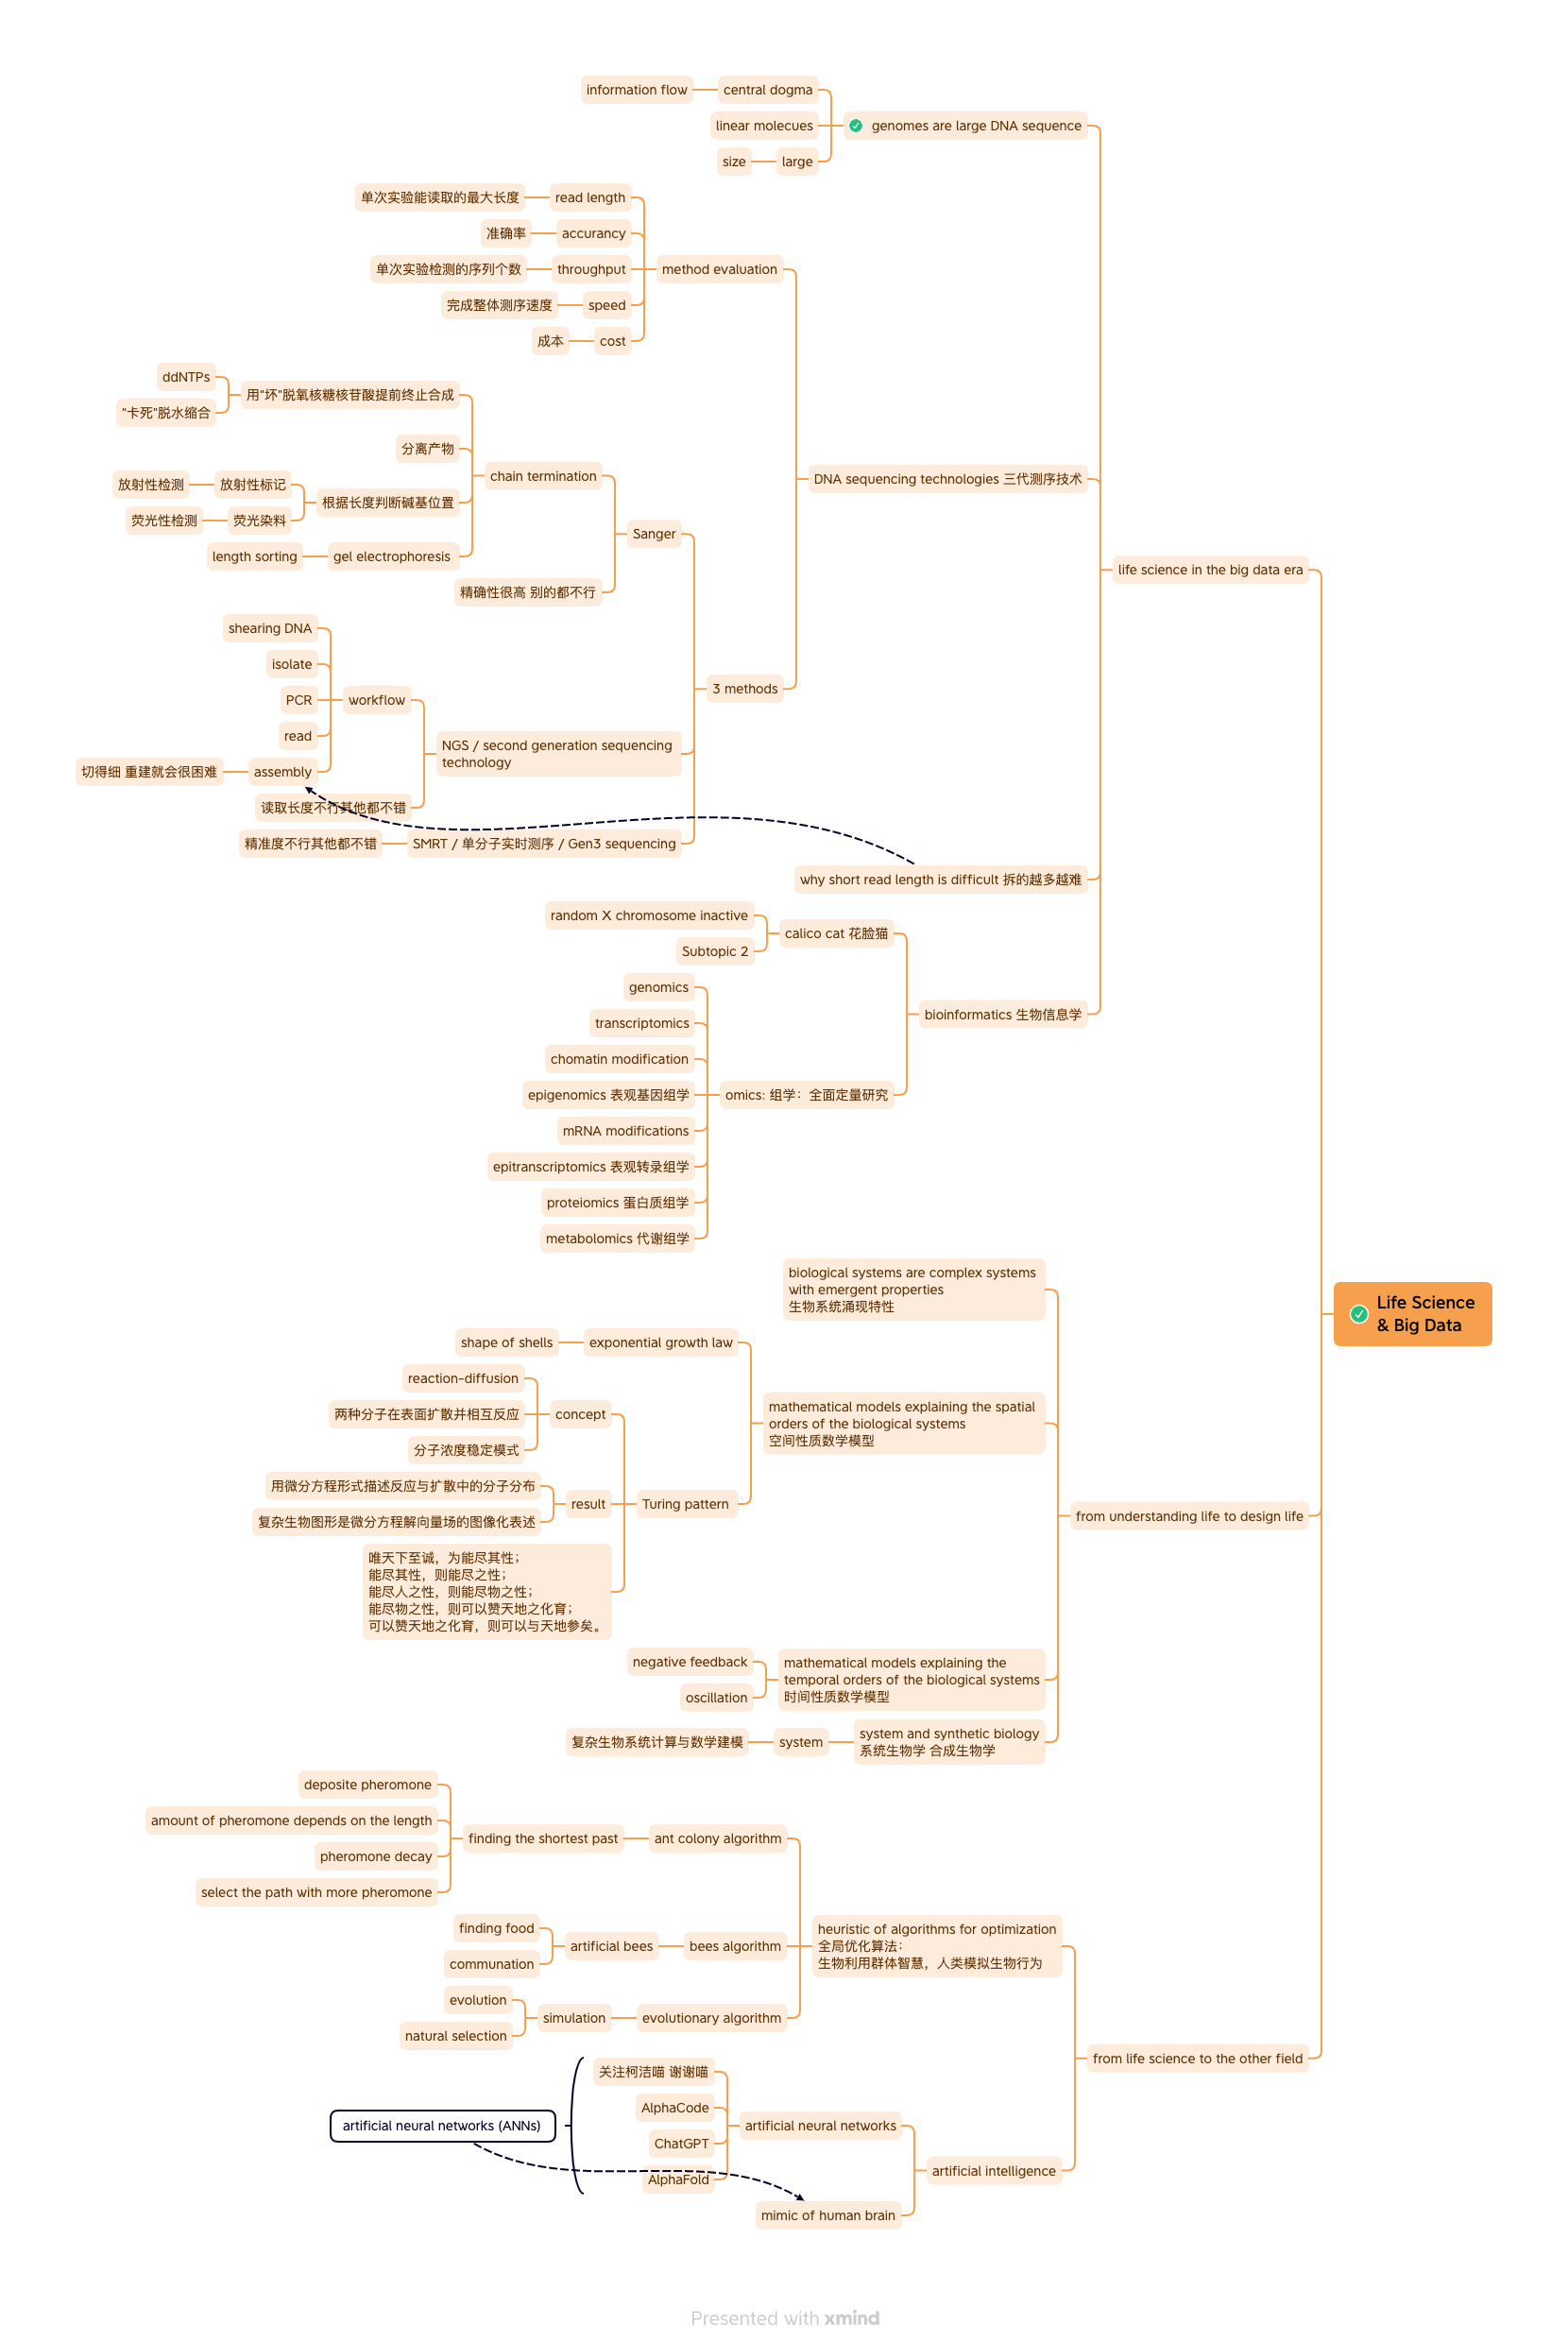 Life Science
& Big Data
life science in the big data era
genomes are large DNA sequence
central dogma
information flow
linear molecues
large
size
DNA sequencing technologies 三代测序技术
method evaluation
read length
单次实验能读取的最大长度
accurancy
准确率
throughput
单次实验检测的序列个数
speed
完成整体测序速度
cost
成本
3 methods
Sanger
chain termination
用“坏”脱氧核糖核苷酸提前终止合成
ddNTPs
“卡死”脱水缩合
分离产物
根据长度判断碱基位置
放射性标记
放射性检测
荧光染料
荧光性检测
gel electrophoresis
length sorting
精确性很高 别的都不行
NGS / second generation sequencing
technology
workflow
shearing DNA
isolate
PCR
read
assembly
切得细 重建就会很困难
读取长度不行其他都不错
SMRT / 单分子实时测序 / Gen3 sequencing
精准度不行其他都不错
why short read length is difficult 拆的越多越难
bioinformatics 生物信息学
calico cat 花脸猫
random X chromosome inactive
Subtopic 2
omics: 组学：全面定量研究
genomics
transcriptomics
chomatin modification
epigenomics 表观基因组学
mRNA modifications
epitranscriptomics 表观转录组学
proteiomics 蛋白质组学
metabolomics 代谢组学
from understanding life to design life
biological systems are complex systems
with emergent properties
生物系统涌现特性
mathematical models explaining the spatial
orders of the biological systems
空间性质数学模型
exponential growth law
shape of shells
Turing pattern
concept
reaction-diffusion
两种分子在表面扩散并相互反应
分子浓度稳定模式
result
用微分方程形式描述反应与扩散中的分子分布
复杂生物图形是微分方程解向量场的图像化表述
唯天下至诚，为能尽其性；
能尽其性，则能尽之性；
能尽人之性，则能尽物之性；
能尽物之性，则可以赞天地之化育；
可以赞天地之化育，则可以与天地参矣。
mathematical models explaining the
temporal orders of the biological systems
时间性质数学模型
negative feedback
oscillation
system and synthetic biology
系统生物学 合成生物学
system
复杂生物系统计算与数学建模
from life science to the other field
heuristic of algorithms for optimization
全局优化算法：
生物利用群体智慧，人类模拟生物行为
ant colony algorithm
finding the shortest past
deposite pheromone
amount of pheromone depends on the length
pheromone decay
select the path with more pheromone
bees algorithm
artificial bees
finding food
communation
evolutionary algorithm
simulation
evolution
natural selection
artificial intelligence
artificial neural networks
关注柯洁喵 谢谢喵
AlphaCode
ChatGPT
AlphaFold
artificial neural networks (ANNs)
mimic of human brain
Presented with xmind